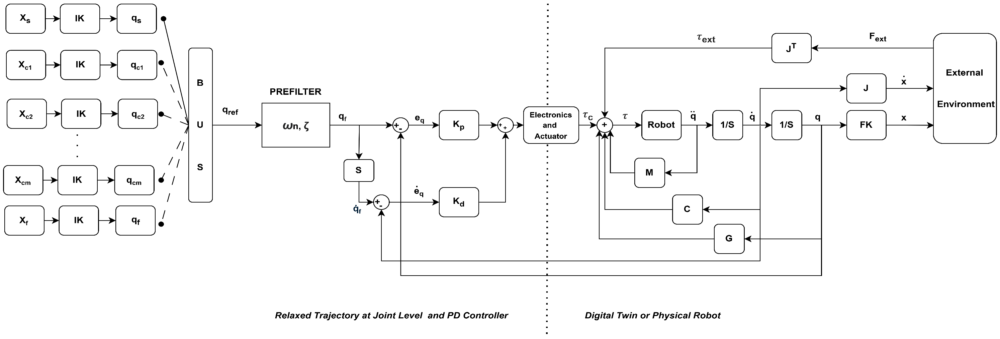 Xs IK qs
Xc1 IK qc1
Xc2 IK qc2
.
.
.
Xcm IK qcm
Xf IK qf
B
U
S
qref
PREFILTER
ωn, ζ
qf
S
q̇f
+
-
eq
Kp
+
-
ėq
Kd
+
+
Electronics
and
Actuator
τc
+
τ
Robot
q̈
1/S
q̇
1/S
q
FK
x
M
C
G
τext
J^T
Fext
J
ẋ
External
Environment
Relaxed Trajectory at Joint Level and PD Controller
Digital Twin or Physical Robot